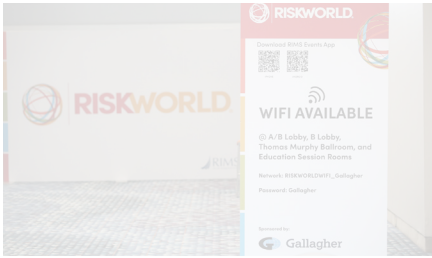 RISKWORLD
RIMS
RISKWORLD
Download RIMS Events App
WIFI AVAILABLE
@ A/B Lobby, B Lobby,
Thomas Murphy Ballroom, and
Education Session Rooms
Network: RISKWORLDWIFI_Gallagher
Password: Gallagher
Sponsored by:
Gallagher